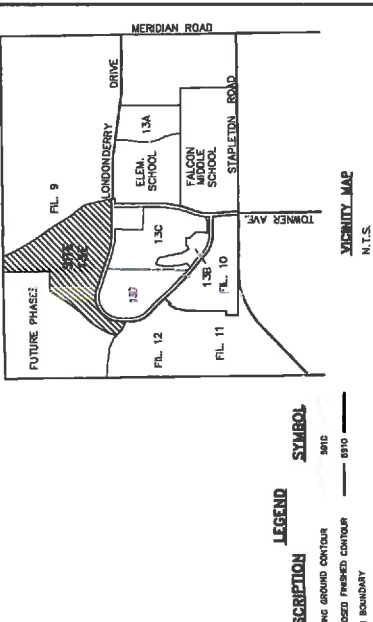 MERIDIAN ROAD
DRIVE
LONDONDERRY
FIL. 9
13A
ELEM.
SCHOOL
FALCON
MIDDLE
SCHOOL
STAPLETON ROAD
TOWNER AVE.
FUTURE PHASES
SITE
13C
13D
13B
FIL. 10
FIL. 12
FIL. 11
VICINITY MAP
N.T.S.
LEGEND
SCRIPTION
SYMBOL
ING GROUND CONTOUR
5910
OSED FINISHED CONTOUR
5910
BOUNDARY